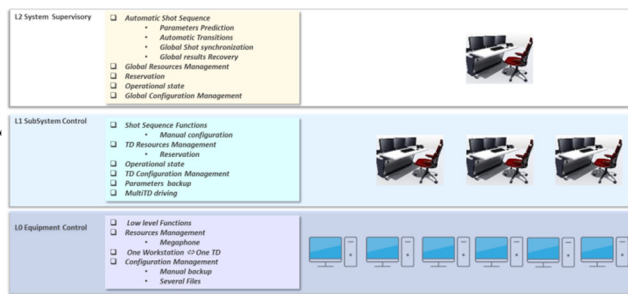 L2 System Supervisory
Automatic Shot Sequence
Parameters Prediction
Automatic Transitions
Global Shot synchronization
Global results Recovery
Global Resources Management
Reservation
Operational state
Global Configuration Management
L1 SubSystem Control
Shot Sequence Functions
Manual configuration
TD Resources Management
Reservation
Operational state
TD Configuration Management
Parameters backup
MultiTD driving
L0 Equipment Control
Low level Functions
Resources Management
Megaphone
One Workstation ⇔ One TD
Configuration Management
Manual backup
Several Files